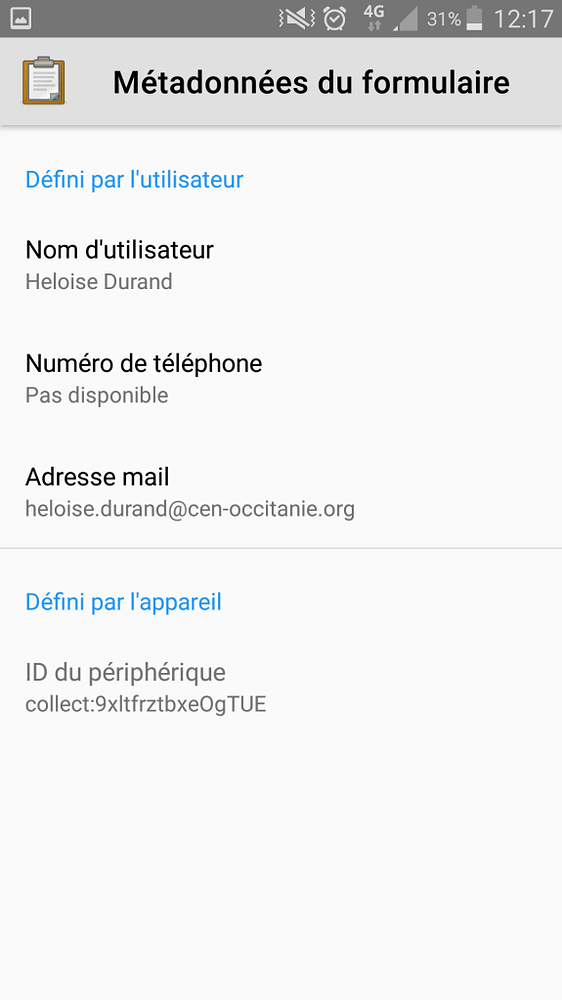 4G 31% 12:17
Métadonnées du formulaire
Défini par l'utilisateur
Nom d'utilisateur
Heloise Durand
Numéro de téléphone
Pas disponible
Adresse mail
heloise.durand@cen-occitanie.org
Défini par l'appareil
ID du périphérique
collect:9xltfrztbxeOgTUE